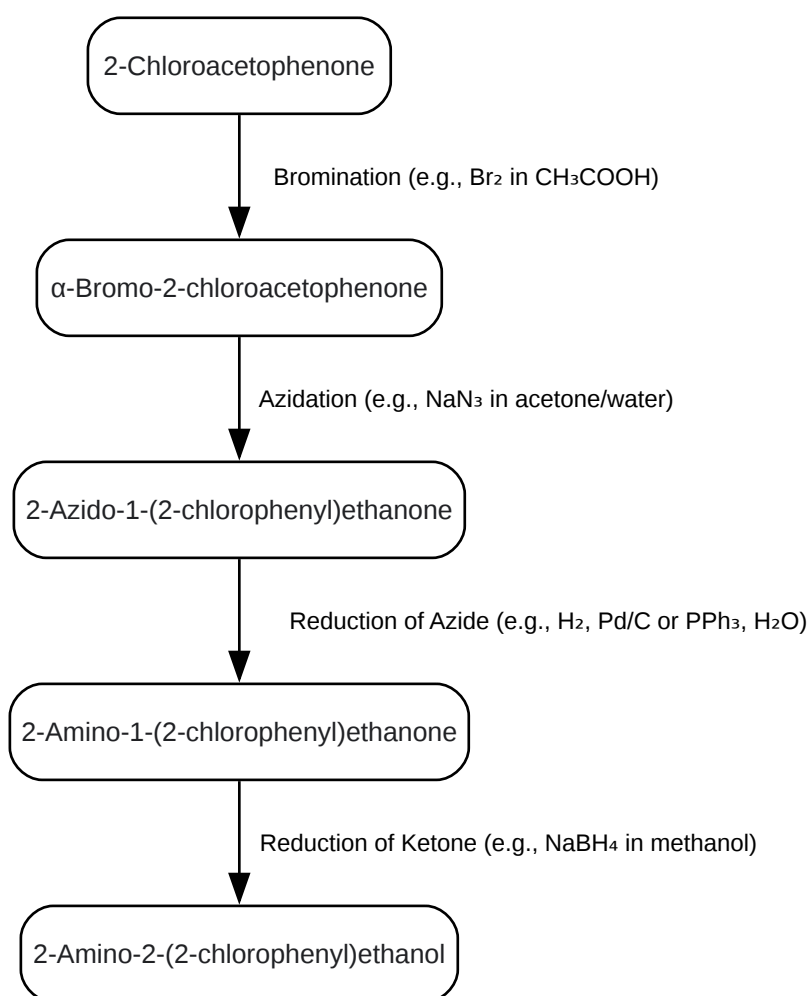 2-Chloroacetophenone
Bromination (e.g., Br₂ in CH₃COOH)
α-Bromo-2-chloroacetophenone
Azidation (e.g., NaN₃ in acetone/water)
2-Azido-1-(2-chlorophenyl)ethanone
Reduction of Azide (e.g., H₂, Pd/C or PPh₃, H₂O)
2-Amino-1-(2-chlorophenyl)ethanone
Reduction of Ketone (e.g., NaBH₄ in methanol)
2-Amino-2-(2-chlorophenyl)ethanol